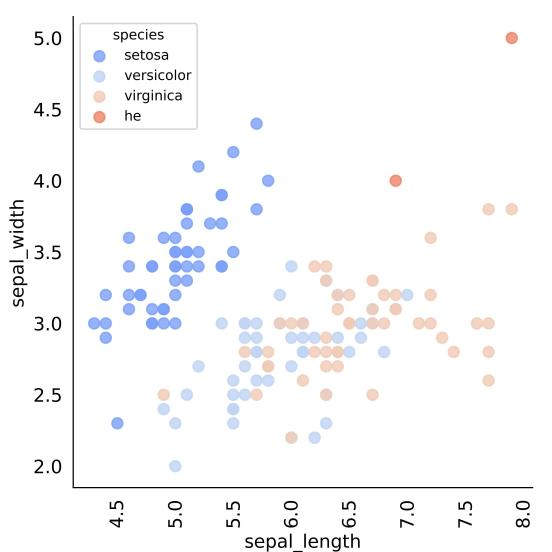 species
setosa
versicolor
virginica
he
5.0
4.5
4.0
3.5
3.0
2.5
2.0
sepal_width
4.5 5.0 5.5 6.0 6.5 7.0 7.5 8.0
sepal_length